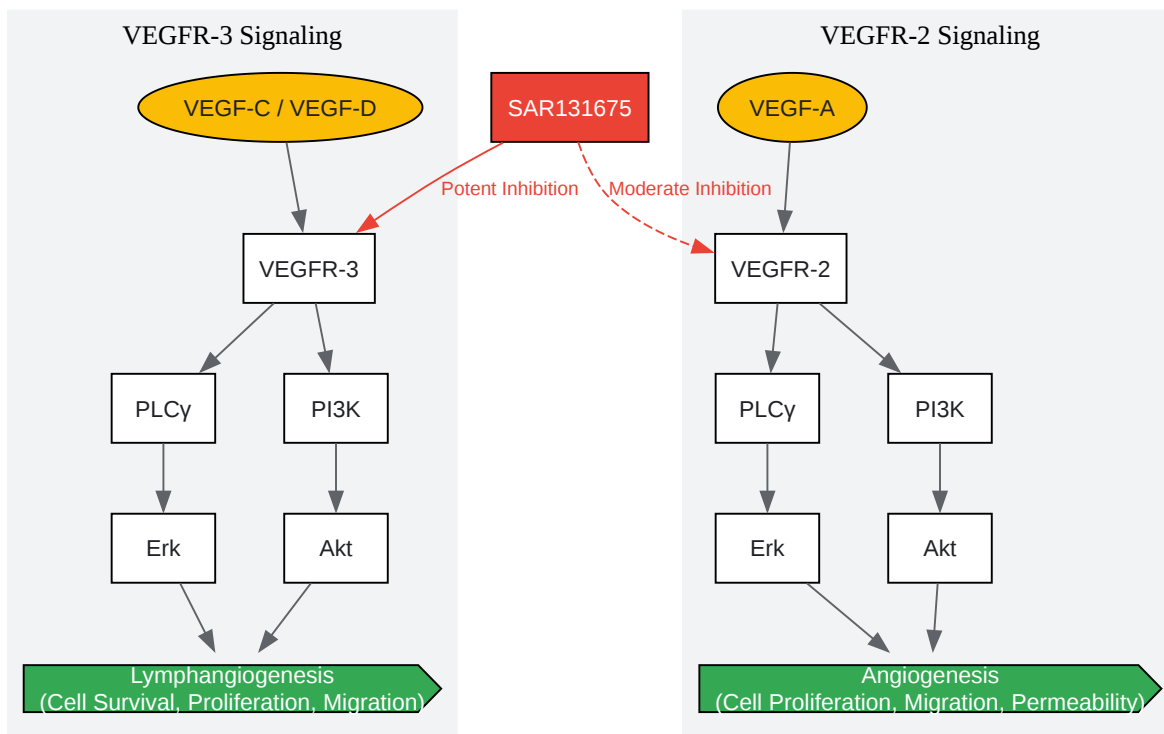 VEGFR-3 Signaling
VEGFR-2 Signaling
VEGF-C / VEGF-D
SAR131675
VEGF-A
Potent Inhibition
Moderate Inhibition
VEGFR-3
VEGFR-2
PLCγ
PI3K
PLCγ
PI3K
Erk
Akt
Erk
Akt
Lymphangiogenesis
(Cell Survival, Proliferation, Migration)
Angiogenesis
(Cell Proliferation, Migration, Permeability)